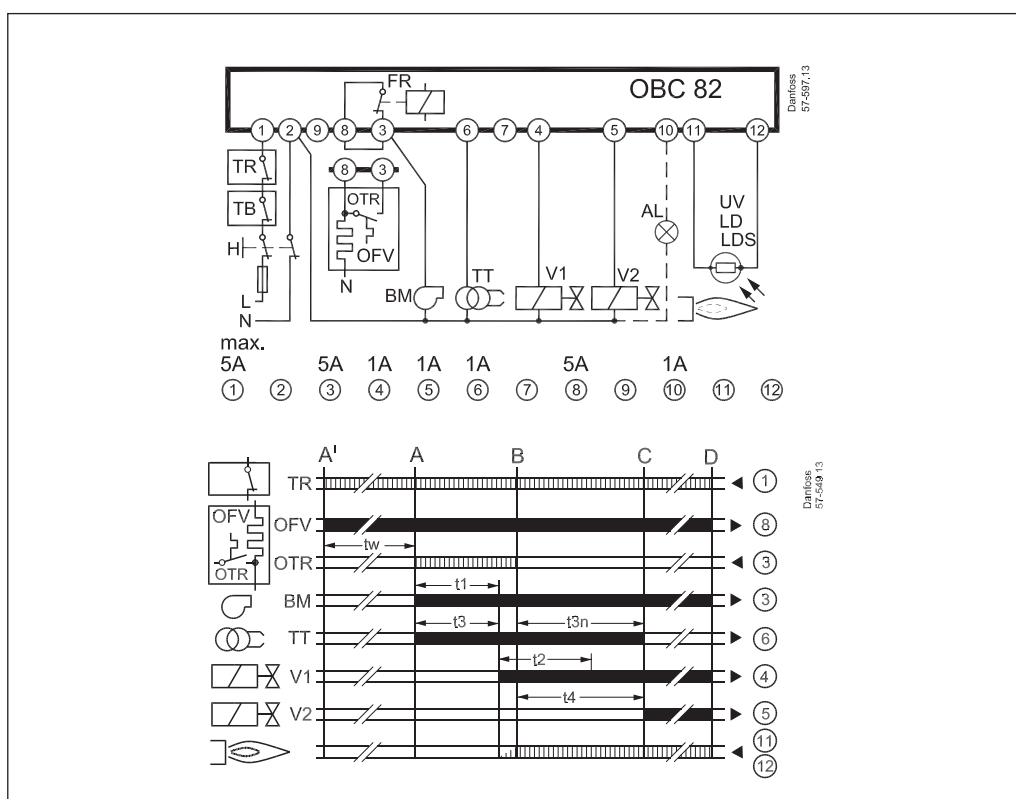 OBC 82
Danfoss
57-597.13
FR
1 2 9 8 3 6 7 4 5 10 11 12
TR
8 3
OTR
TB
OFV
UV
LD
LDS
AL
H
N
BM
TT
V1
V2
L
N
max.
5A 5A 1A 1A 1A 5A 1A
1 2 3 4 5 6 7 8 9 10 11 12
A' A B C D
Danfoss
57-549.13
TR 1
OFV
OFV 8
tw
OTR
OTR 3
t1
BM 3
t3 t3n
TT 6
t2
V1 4
t4
V2 5
11
12